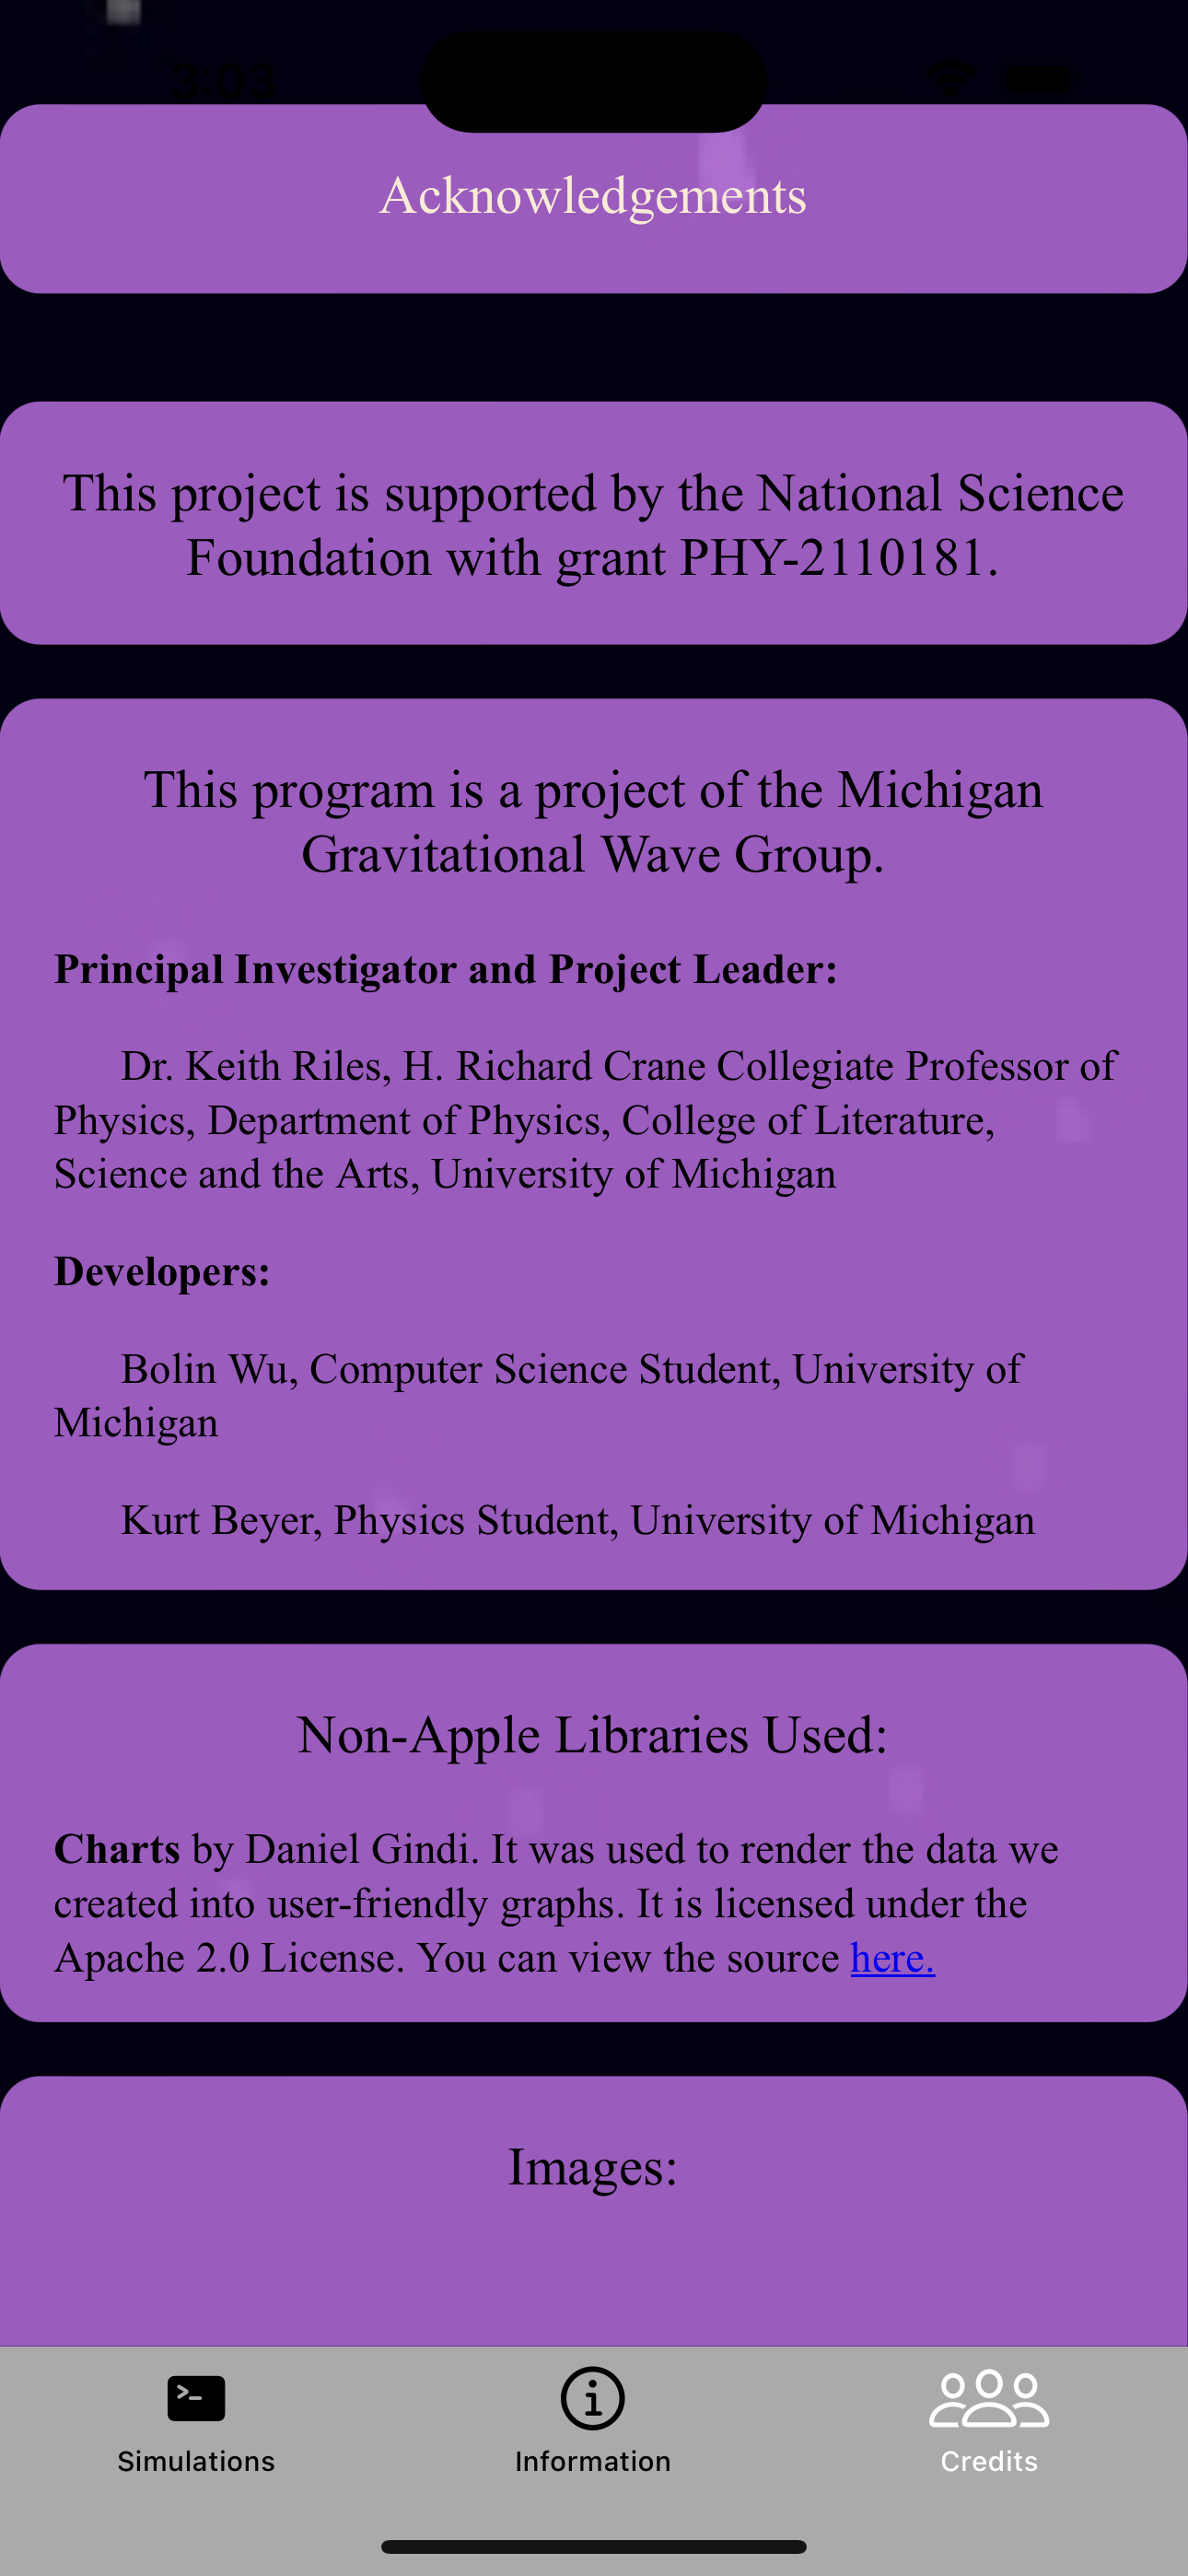 3:03
Acknowledgements
This project is supported by the National Science
Foundation with grant PHY-2110181.
This program is a project of the Michigan
Gravitational Wave Group.
Principal Investigator and Project Leader:
Dr. Keith Riles, H. Richard Crane Collegiate Professor of
Physics, Department of Physics, College of Literature,
Science and the Arts, University of Michigan
Developers:
Bolin Wu, Computer Science Student, University of
Michigan
Kurt Beyer, Physics Student, University of Michigan
Non-Apple Libraries Used:
Charts by Daniel Gindi. It was used to render the data we
created into user-friendly graphs. It is licensed under the
Apache 2.0 License. You can view the source here.
Images:
Simulations
Information
Credits